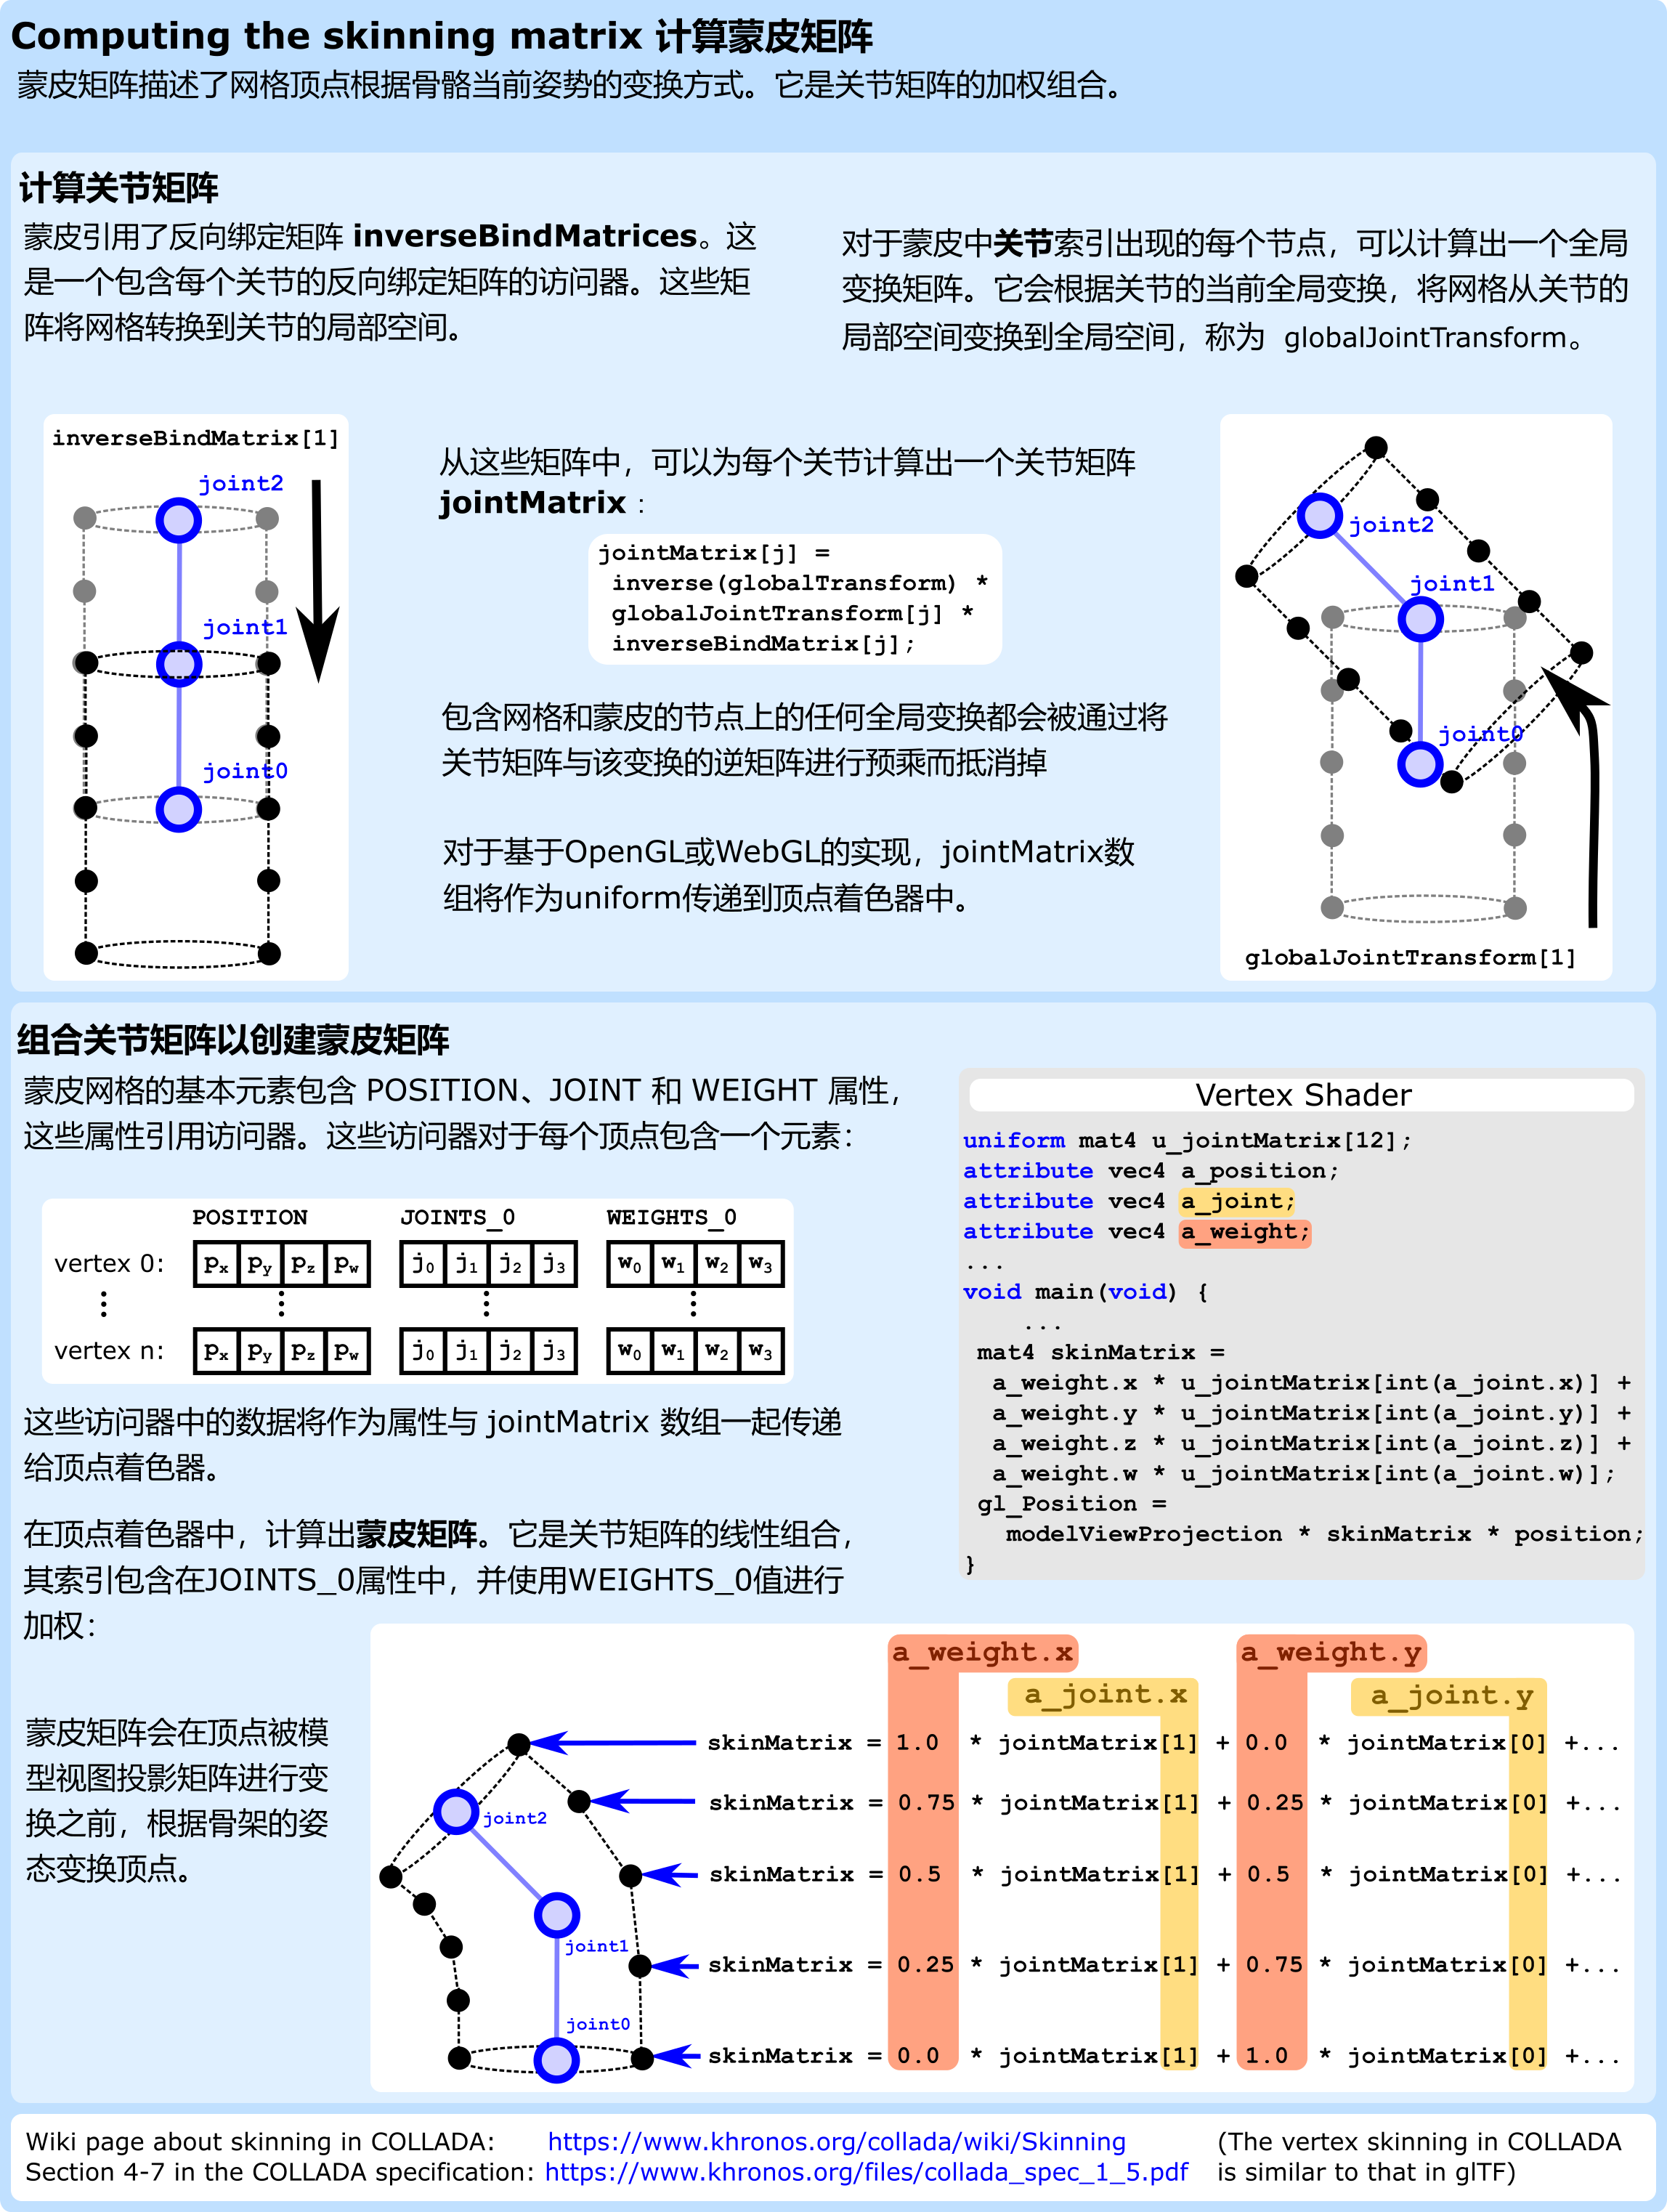 Computing the skinning matrix 计算蒙皮矩阵
蒙皮矩阵描述了网格顶点根据骨骼当前姿势的变换方式。它是关节矩阵的加权组合。
计算关节矩阵
蒙皮引用了反向绑定矩阵 inverseBindMatrices。这
是一个包含每个关节的反向绑定矩阵的访问器。这些矩
阵将网格转换到关节的局部空间。
对于蒙皮中关节索引出现的每个节点，可以计算出一个全局
变换矩阵。它会根据关节的当前全局变换，将网格从关节的
局部空间变换到全局空间，称为 globalJointTransform。
inverseBindMatrix[1]
joint2
joint1
joint0
从这些矩阵中，可以为每个关节计算出一个关节矩阵
jointMatrix：
jointMatrix[j] =
inverse(globalTransform) *
globalJointTransform[j] *
inverseBindMatrix[j];
包含网格和蒙皮的节点上的任何全局变换都会被通过将
关节矩阵与该变换的逆矩阵进行预乘而抵消掉
对于基于OpenGL或WebGL的实现，jointMatrix数
组将作为uniform传递到顶点着色器中。
joint2
joint1
joint0
globalJointTransform[1]
组合关节矩阵以创建蒙皮矩阵
蒙皮网格的基本元素包含 POSITION、JOINT 和 WEIGHT 属性，
这些属性引用访问器。这些访问器对于每个顶点包含一个元素：
POSITION JOINTS_0 WEIGHTS_0
vertex 0: px py pz pw j0 j1 j2 j3 w0 w1 w2 w3
vertex n: px py pz pw j0 j1 j2 j3 w0 w1 w2 w3
这些访问器中的数据将作为属性与 jointMatrix 数组一起传递
给顶点着色器。
在顶点着色器中，计算出蒙皮矩阵。它是关节矩阵的线性组合，
其索引包含在JOINTS_0属性中，并使用WEIGHTS_0值进行
加权：
Vertex Shader
uniform mat4 u_jointMatrix[12];
attribute vec4 a_position;
attribute vec4 a_joint;
attribute vec4 a_weight;
...
void main(void) {
...
mat4 skinMatrix =
a_weight.x * u_jointMatrix[int(a_joint.x)] +
a_weight.y * u_jointMatrix[int(a_joint.y)] +
a_weight.z * u_jointMatrix[int(a_joint.z)] +
a_weight.w * u_jointMatrix[int(a_joint.w)];
gl_Position =
modelViewProjection * skinMatrix * position;
}
蒙皮矩阵会在顶点被模
型视图投影矩阵进行变
换之前，根据骨架的姿
态变换顶点。
joint2
joint1
joint0
a_weight.x a_weight.y
a_joint.x a_joint.y
skinMatrix = 1.0 * jointMatrix[1] + 0.0 * jointMatrix[0] +...
skinMatrix = 0.75 * jointMatrix[1] + 0.25 * jointMatrix[0] +...
skinMatrix = 0.5 * jointMatrix[1] + 0.5 * jointMatrix[0] +...
skinMatrix = 0.25 * jointMatrix[1] + 0.75 * jointMatrix[0] +...
skinMatrix = 0.0 * jointMatrix[1] + 1.0 * jointMatrix[0] +...
Wiki page about skinning in COLLADA: https://www.khronos.org/collada/wiki/Skinning
Section 4-7 in the COLLADA specification: https://www.khronos.org/files/collada_spec_1_5.pdf
(The vertex skinning in COLLADA
is similar to that in glTF)